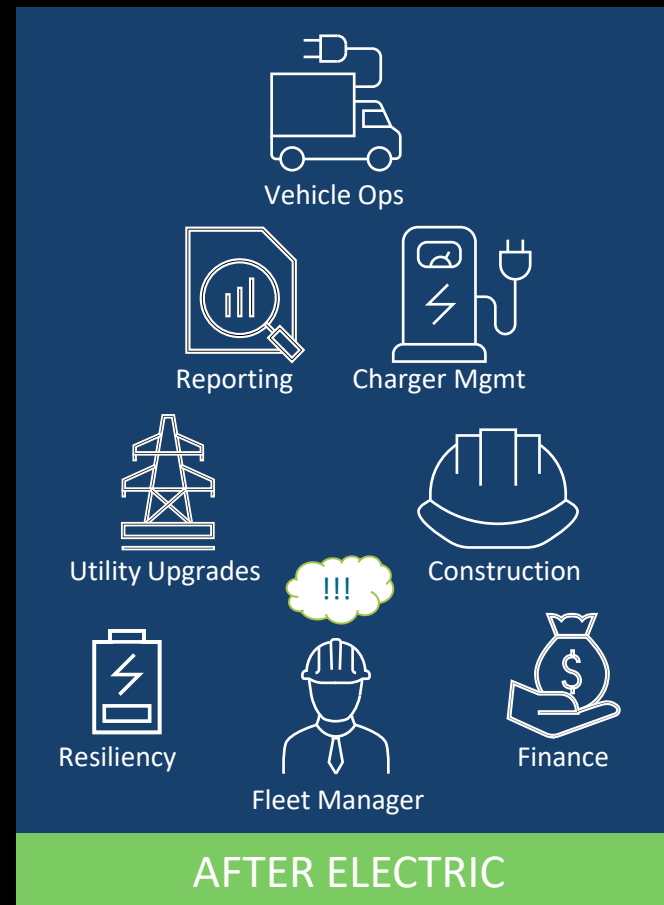 Vehicle Ops
Reporting
Charger Mgmt
Utility Upgrades
Construction
!!!
Resiliency
$
Fleet Manager
Finance
AFTER ELECTRIC